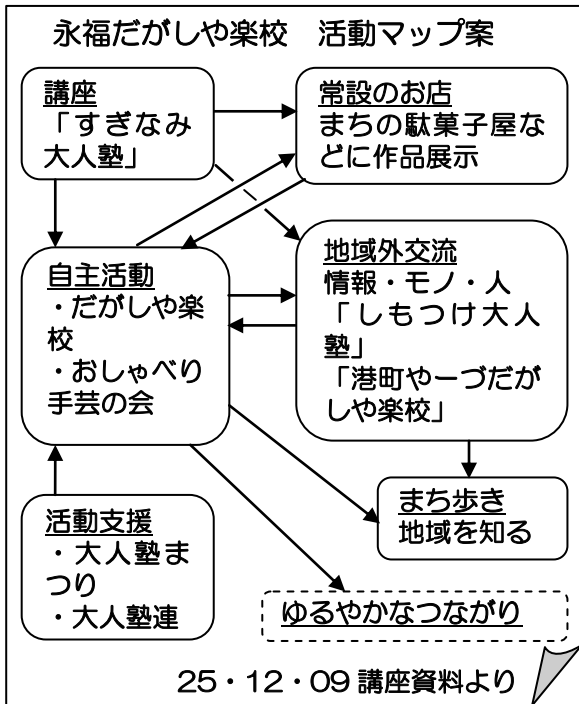 永福だがしや楽校　活動マップ案
講座
「すぎなみ
大人塾」
常設のお店
まちの駄菓子屋な
どに作品展示
自主活動
・だがしや楽
校
・おしゃべり
手芸の会
地域外交流
情報・モノ・人
「しもつけ大人
塾」
「港町やーづだが
しや楽校」
活動支援
・大人塾ま
つり
・大人塾連
まち歩き
地域を知る
ゆるやかなつながり
25・12・09 講座資料より